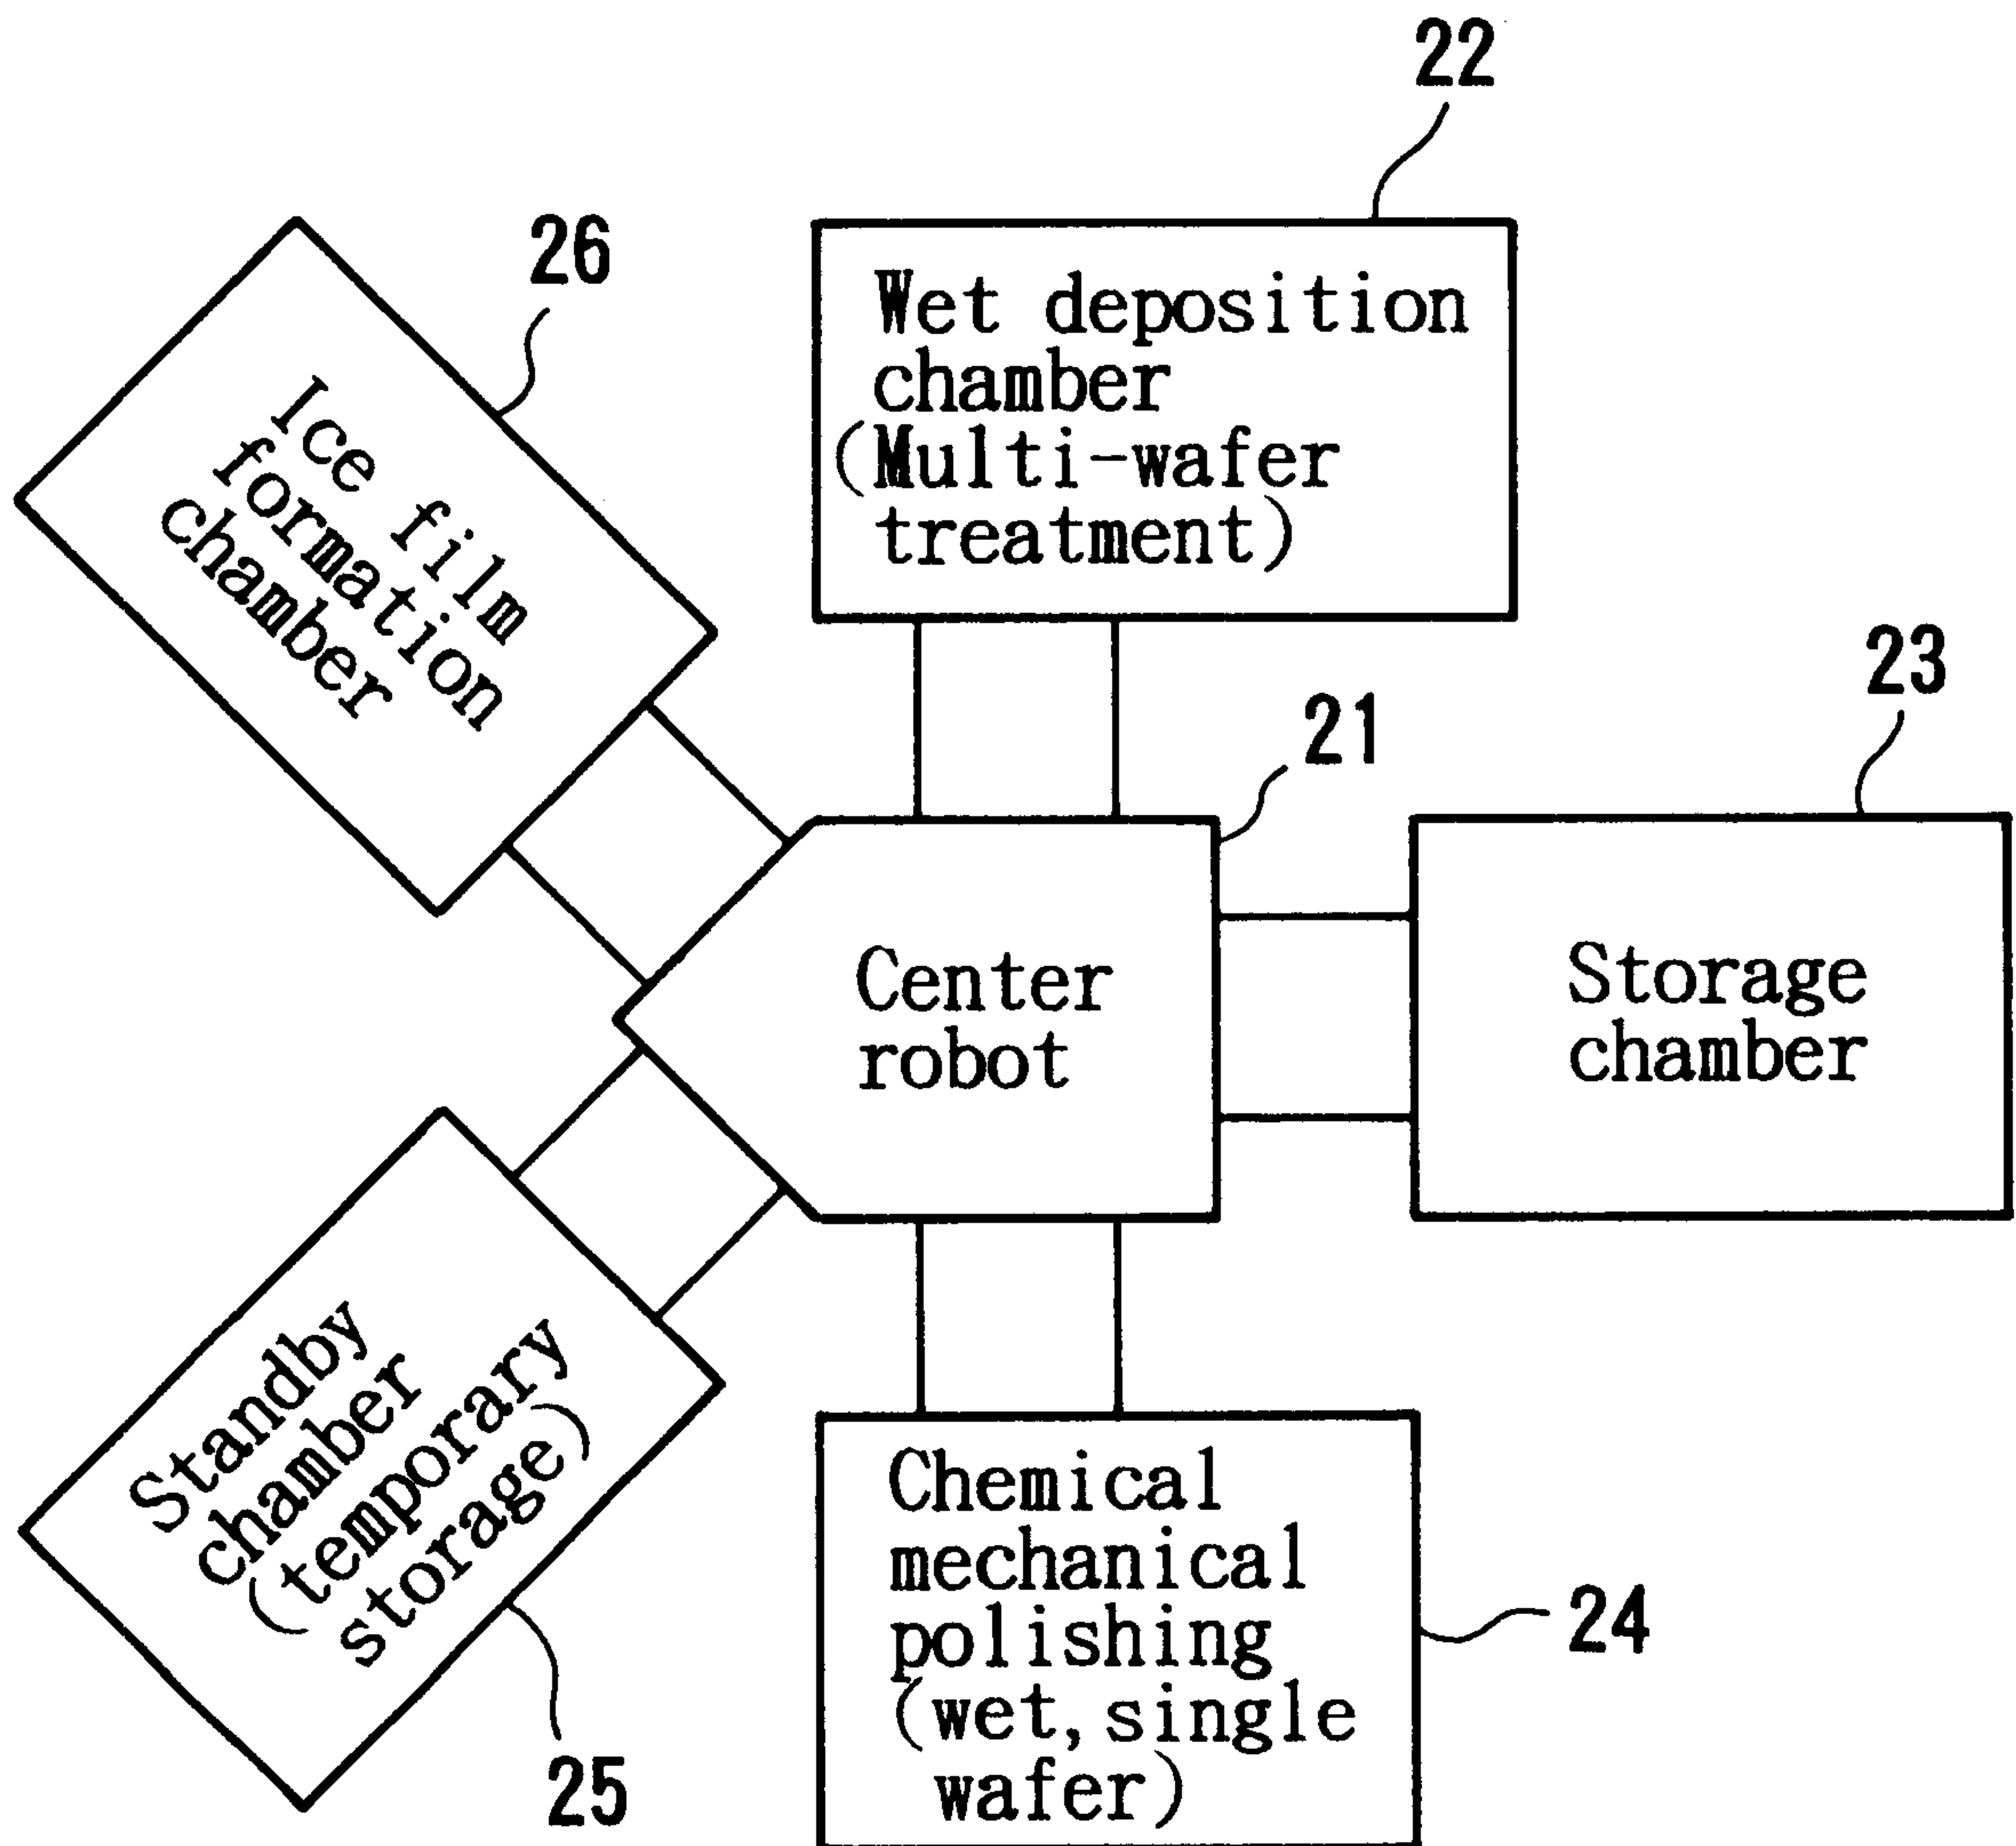 22
26
Wet deposition
chamber
(Multi-wafer
treatment)
Ice film
formation
chamber
23
21
Center
robot
Storage
chamber
Standby
chamber
(temporary
storage)
Chemical
mechanical
polishing
(wet, single
wafer)
24
25